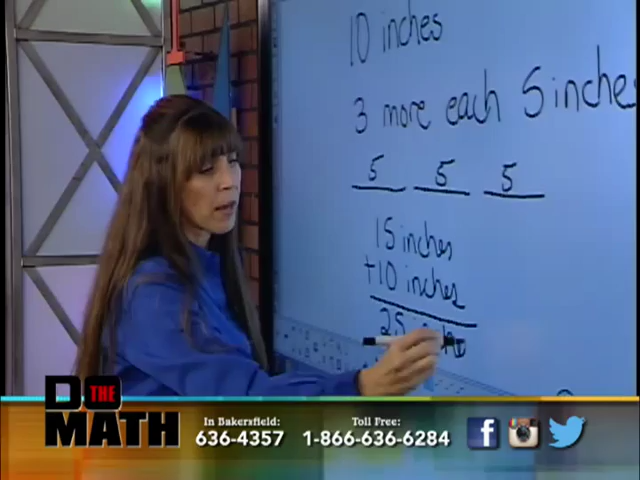 10 inches
3 more each 5 inches
5 5 5
15 inches
+10 inches
25
DO THE MATH
In Bakersfield:
636-4357
Toll Free:
1-866-636-6284